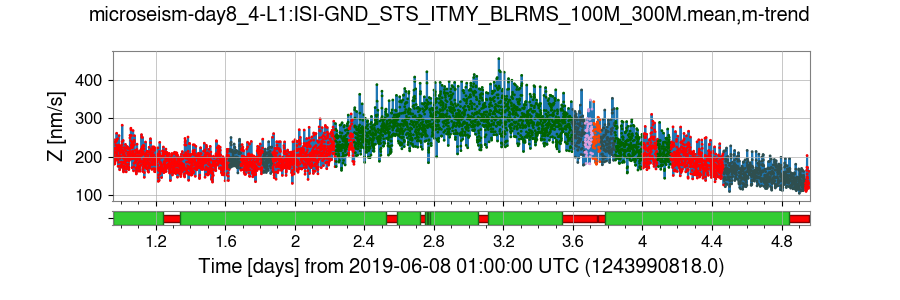 microseism-day8_4-L1:ISI-GND_STS_ITMY_BLRMS_100M_300M.mean,m-trend
Z [nm/s]
400
300
200
100
1.2 1.6 2 2.4 2.8 3.2 3.6 4 4.4 4.8
Time [days] from 2019-06-08 01:00:00 UTC (1243990818.0)